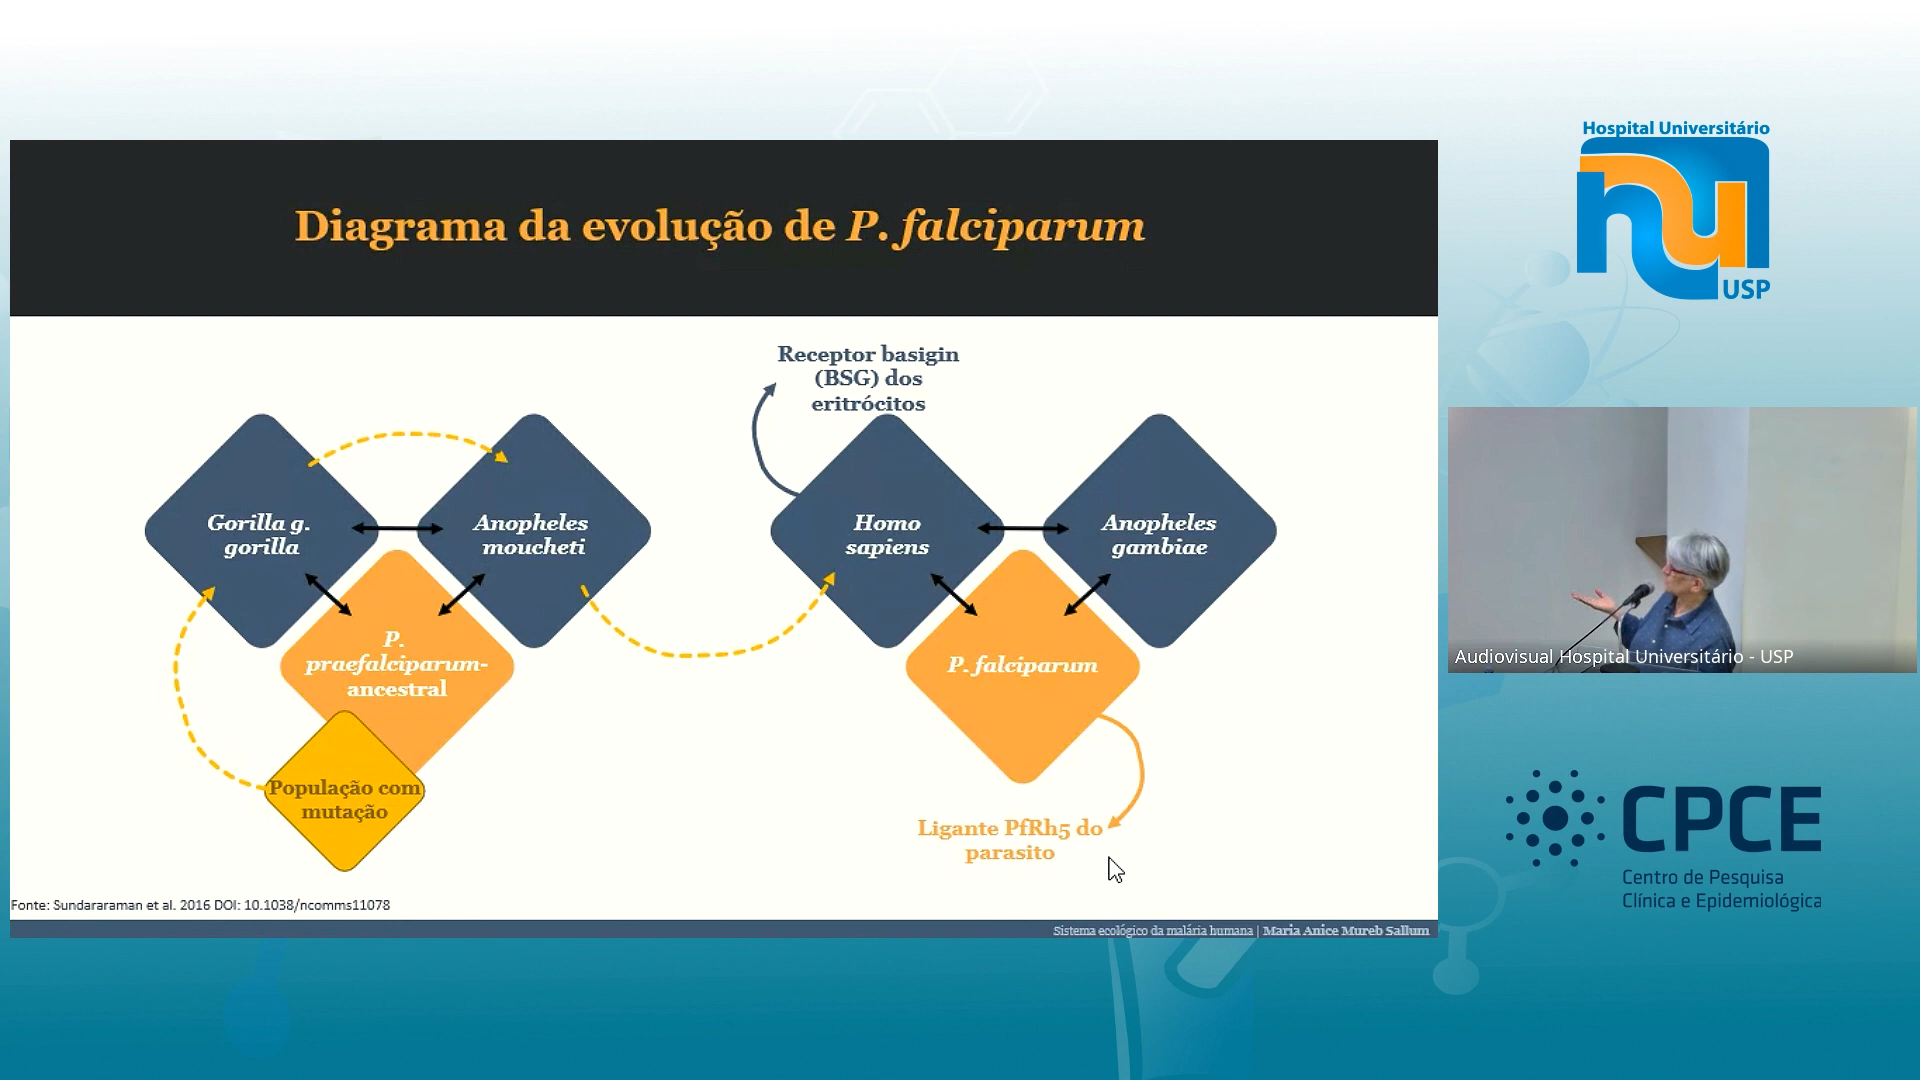 Diagrama da evolução de P. falciparum
Receptor basigin
(BSG) dos
eritrócitos
Gorilla g.
gorilla
Anopheles
moucheti
Homo
sapiens
Anopheles
gambiae
P.
praefalciparum-
ancestral
P. falciparum
População com
mutação
Ligante PfRh5 do
parasito
Fonte: Sundararaman et al. 2016 DOI: 10.1038/ncomms11078
Sistema ecológico da malária humana | Maria Anice Mureb Sallum
Hospital Universitário
hu
USP
Audiovisual Hospital Universitário - USP
CPCE
Centro de Pesquisa
Clínica e Epidemiológica